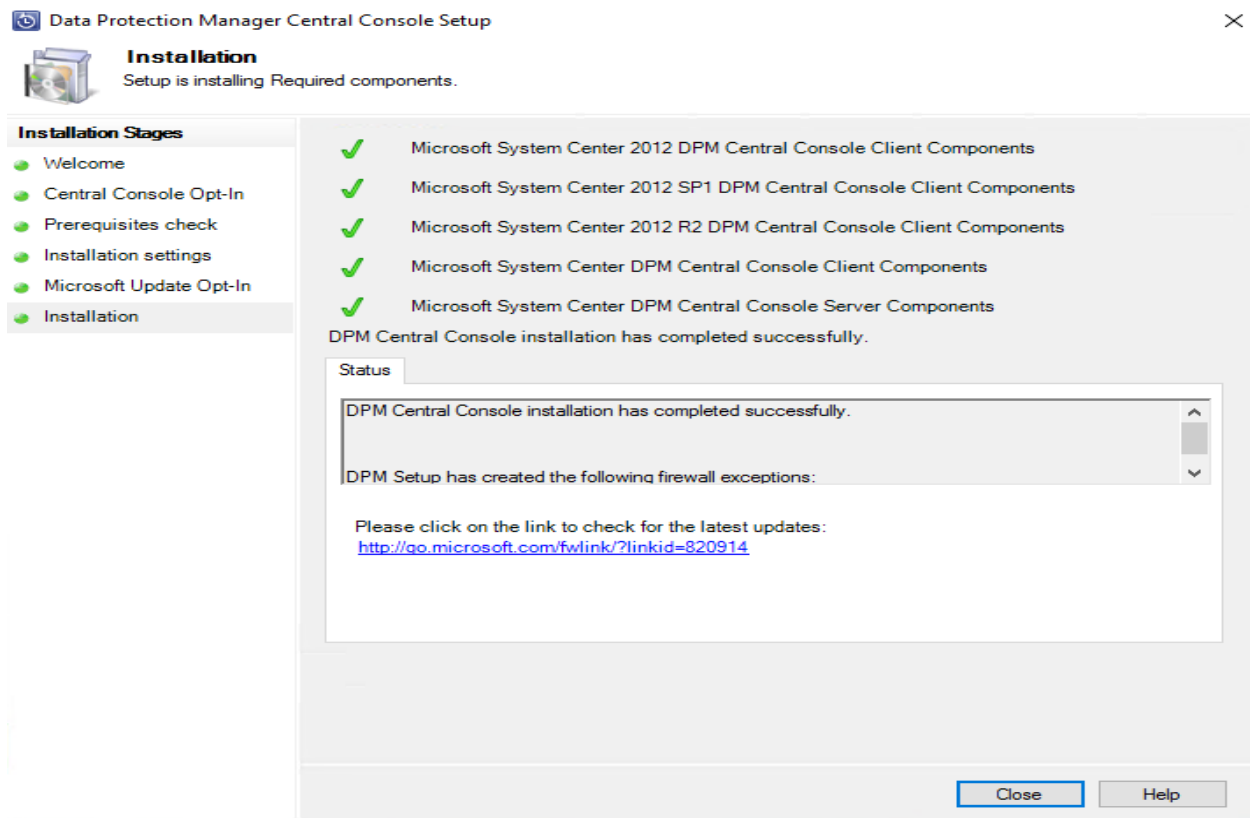 Data Protection Manager Central Console Setup
Installation
Setup is installing Required components.
Installation Stages
Welcome
Central Console Opt-In
Prerequisites check
Installation settings
Microsoft Update Opt-In
Installation
Microsoft System Center 2012 DPM Central Console Client Components
Microsoft System Center 2012 SP1 DPM Central Console Client Components
Microsoft System Center 2012 R2 DPM Central Console Client Components
Microsoft System Center DPM Central Console Client Components
Microsoft System Center DPM Central Console Server Components
DPM Central Console installation has completed successfully.
Status
DPM Central Console installation has completed successfully.
DPM Setup has created the following firewall exceptions:
Please click on the link to check for the latest updates:
http://go.microsoft.com/fwlink/?linkid=820914
Close
Help